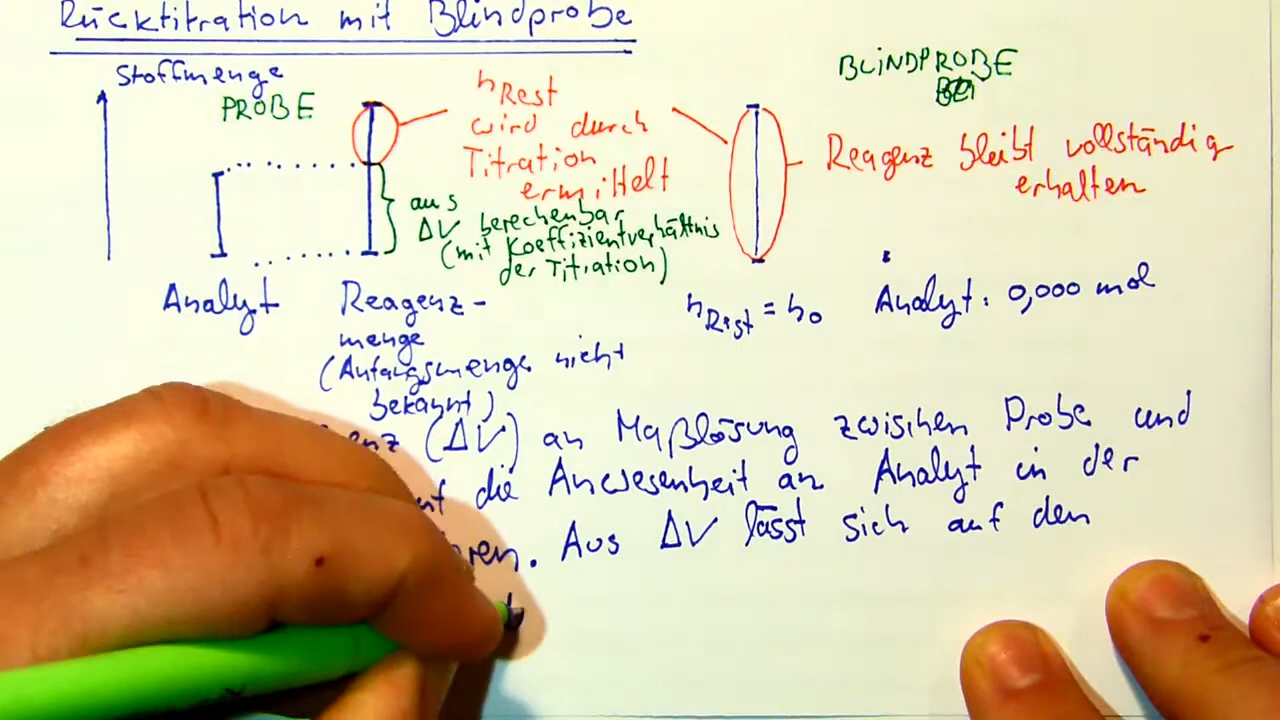 Rücktitration mit Blindprobe
Stoffmenge
PROBE
nRest
wird durch
Titration
ermittelt
BLiNDPROBE
Reagenz bleibt vollständig
erhalten
aus
ΔV berechenbar
(mit Koeffizientverhältnis
der Titration)
Analyt
Reagenz-
menge
(Anfangsmenge nicht
bekannt)
nRest = n0
Analyt: 0,000 mol
(ΔV) an Maßlösung zwischen Probe und
die Anwesenheit an Analyt in der
. Aus ΔV lässt sich auf den